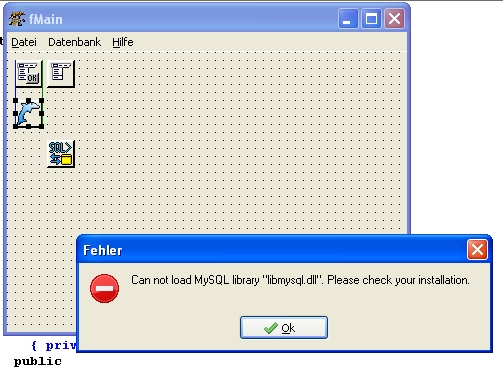 fMain
Datei Datenbank Hilfe
OK
SQL>
Fehler
Can not load MySQL library "libmysql.dll". Please check your installation.
Ok
{ priv
public